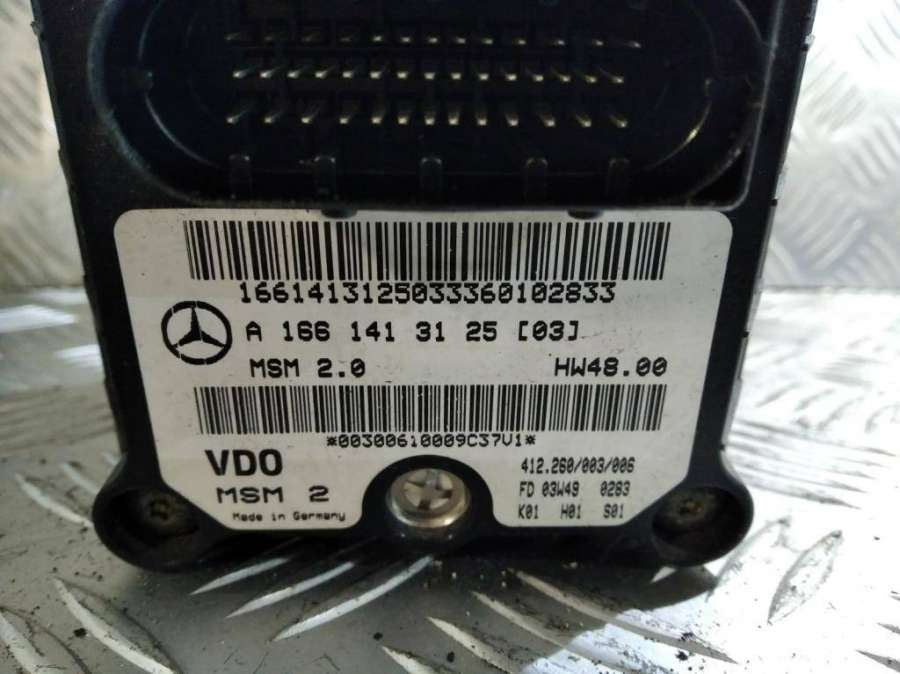 16614131250333360102833
A 166 141 31 25 [03]
MSM 2.0 HW48.00
*00300610009C37V1*
VDO
412.260/003/006
MSM 2
FD 03W49 0283
Made in Germany
K01 H01 S01